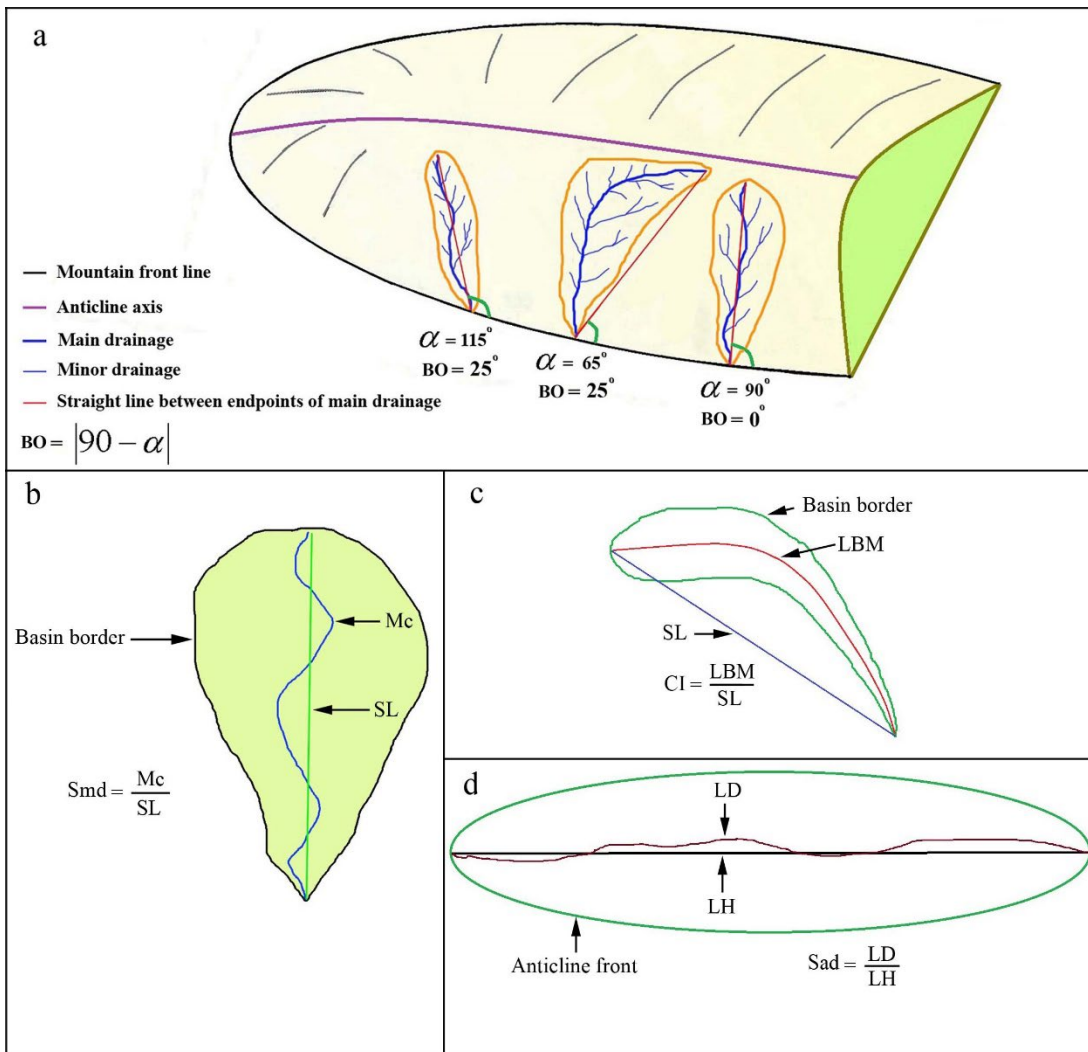 a
Mountain front line
Anticline axis
Main drainage
Minor drainage
Straight line between endpoints of main drainage
BO = |90 − α|
α = 115°
BO = 25°
α = 65°
BO = 25°
α = 90°
BO = 0°
b
Basin border
Mc
SL
Smd = Mc
SL
c
Basin border
LBM
SL
CI = LBM
SL
d
LD
LH
Anticline front
Sad = LD
LH